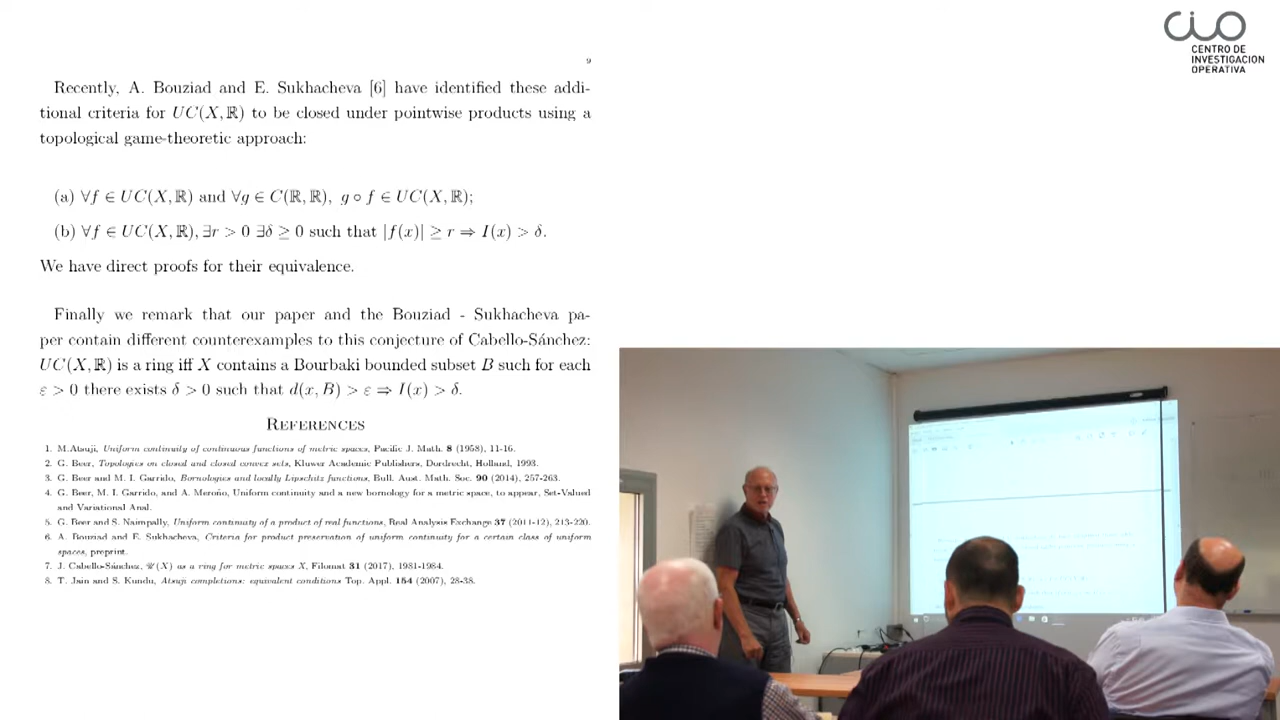 CIO
CENTRO DE
INVESTIGACION
OPERATIVA
9
Recently, A. Bouziad and E. Sukhacheva [6] have identified these addi-
tional criteria for UC(X, ℝ) to be closed under pointwise products using a
topological game-theoretic approach:
(a) ∀f ∈ UC(X, ℝ) and ∀g ∈ C(ℝ, ℝ), g ∘ f ∈ UC(X, ℝ);
(b) ∀f ∈ UC(X, ℝ), ∃r > 0 ∃δ ≥ 0 such that |f(x)| ≥ r ⇒ I(x) > δ.
We have direct proofs for their equivalence.
Finally we remark that our paper and the Bouziad - Sukhacheva pa-
per contain different counterexamples to this conjecture of Cabello-Sánchez:
UC(X, ℝ) is a ring iff X contains a Bourbaki bounded subset B such for each
ε > 0 there exists δ > 0 such that d(x, B) > ε ⇒ I(x) > δ.
REFERENCES
1. M.Atsuji, Uniform continuity of continuous functions of metric spaces, Pacific J. Math. 8 (1958), 11-16.
2. G. Beer, Topologies on closed and closed convex sets, Kluwer Academic Publishers, Dordrecht, Holland, 1993.
3. G. Beer and M. I. Garrido, Bornologies and locally Lipschitz functions, Bull. Aust. Math. Soc. 90 (2014), 257-263.
4. G. Beer, M. I. Garrido, and A. Meroño, Uniform continuity and a new bornology for a metric space, to appear, Set-Valued
and Variational Anal.
5. G. Beer and S. Naimpally, Uniform continuity of a product of real functions, Real Analysis Exchange 37 (2011-12), 213-220.
6. A. Bouziad and E. Sukhacheva, Criteria for product preservation of uniform continuity for a certain class of uniform
spaces, preprint.
7. J. Cabello-Sánchez, 𝒰(X) as a ring for metric spaces X, Filomat 31 (2017), 1981-1984.
8. T. Jain and S. Kundu, Atsuji completions: equivalent conditions Top. Appl. 154 (2007), 28-38.